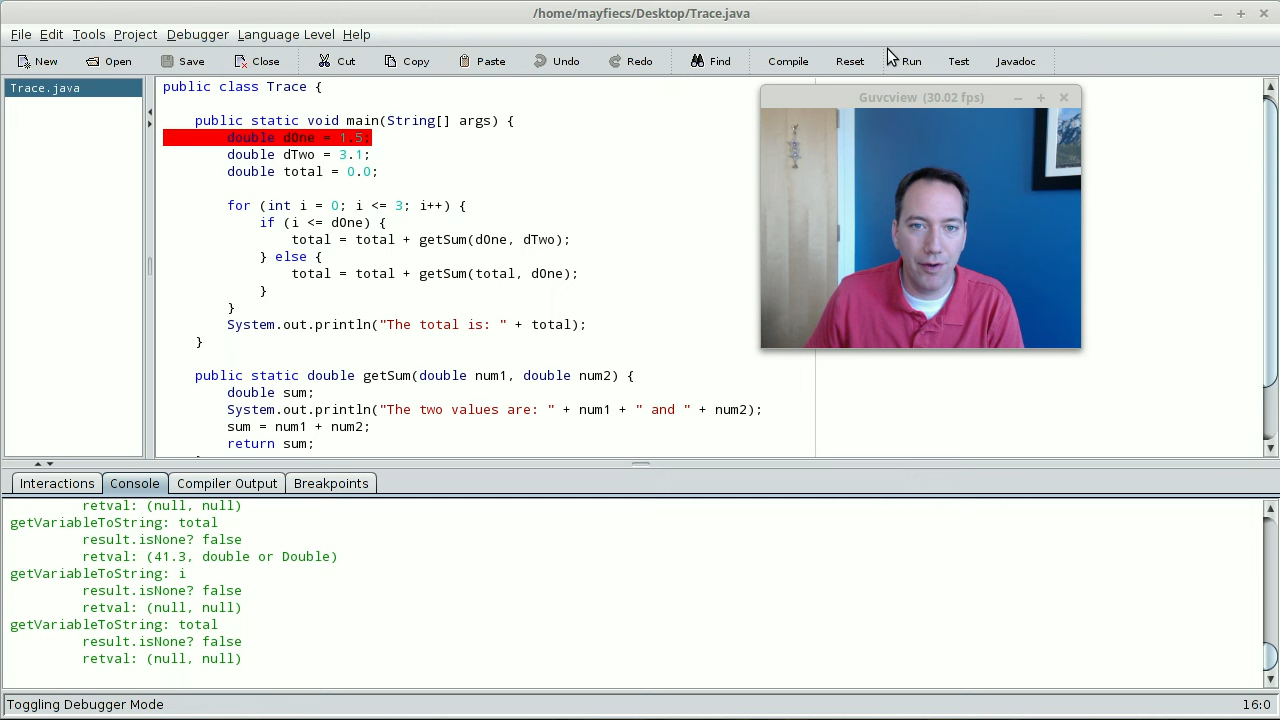 /home/mayfiecs/Desktop/Trace.java
File Edit Tools Project Debugger Language Level Help
New Open Save Close Cut Copy Paste Undo Redo Find Compile Reset Run Test Javadoc
Trace.java
public class Trace {
public static void main(String[] args) {
double dOne = 1.5;
double dTwo = 3.1;
double total = 0.0;
for (int i = 0; i <= 3; i++) {
if (i <= dOne) {
total = total + getSum(dOne, dTwo);
} else {
total = total + getSum(total, dOne);
}
}
System.out.println("The total is: " + total);
}
public static double getSum(double num1, double num2) {
double sum;
System.out.println("The two values are: " + num1 + " and " + num2);
sum = num1 + num2;
return sum;
Guvcview (30.02 fps)
Interactions Console Compiler Output Breakpoints
retval: (null, null)
getVariableToString: total
result.isNone? false
retval: (41.3, double or Double)
getVariableToString: i
result.isNone? false
retval: (null, null)
getVariableToString: total
result.isNone? false
retval: (null, null)
Toggling Debugger Mode
16:0